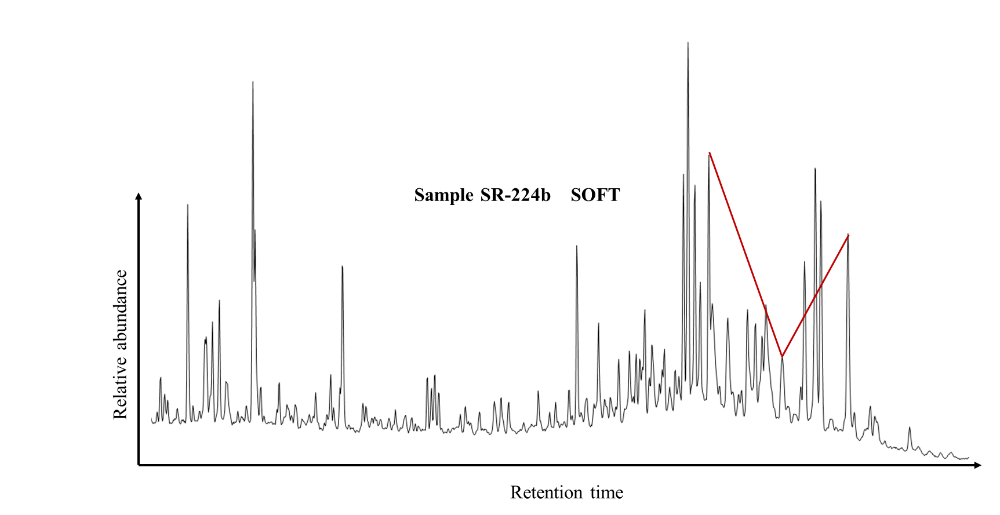 Sample SR-224b SOFT
Relative abundance
Retention time